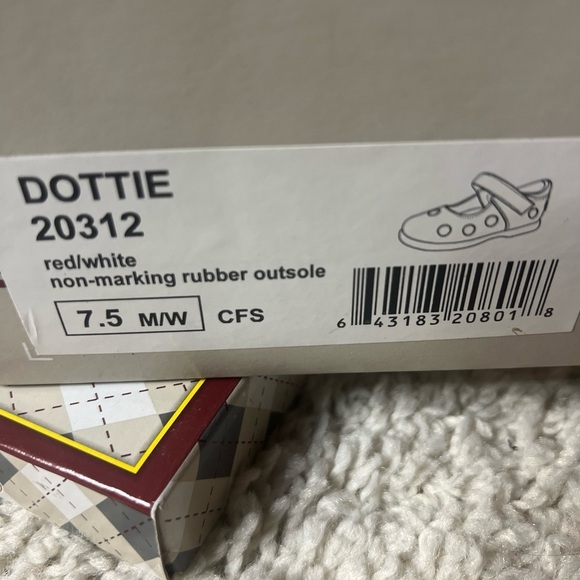 DOTTIE
20312
red/white
non-marking rubber outsole
7.5 M/W CFS
6 43183 20801 8